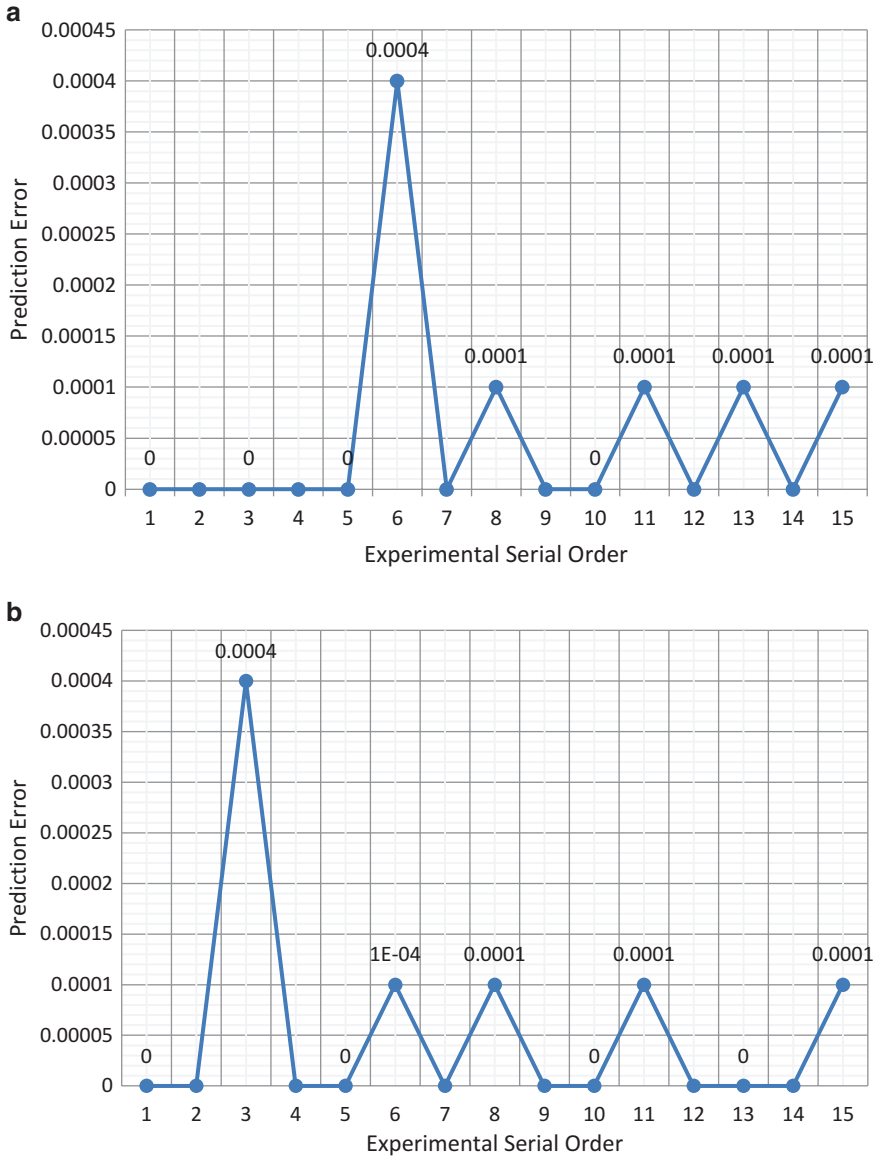 a
0.00045
0.0004
0.0004
0.00035
0.0003
0.00025
0.0002
0.00015
0.0001 0.0001 0.0001 0.0001
0.0001
0.00005
0 0 0 0
0
1 2 3 4 5 6 7 8 9 10 11 12 13 14 15
Prediction Error
Experimental Serial Order
b
0.00045
0.0004
0.0004
0.00035
0.0003
0.00025
0.0002
0.00015
1E-04 0.0001 0.0001 0.0001
0.0001
0.00005
0 0 0 0
0
1 2 3 4 5 6 7 8 9 10 11 12 13 14 15
Prediction Error
Experimental Serial Order